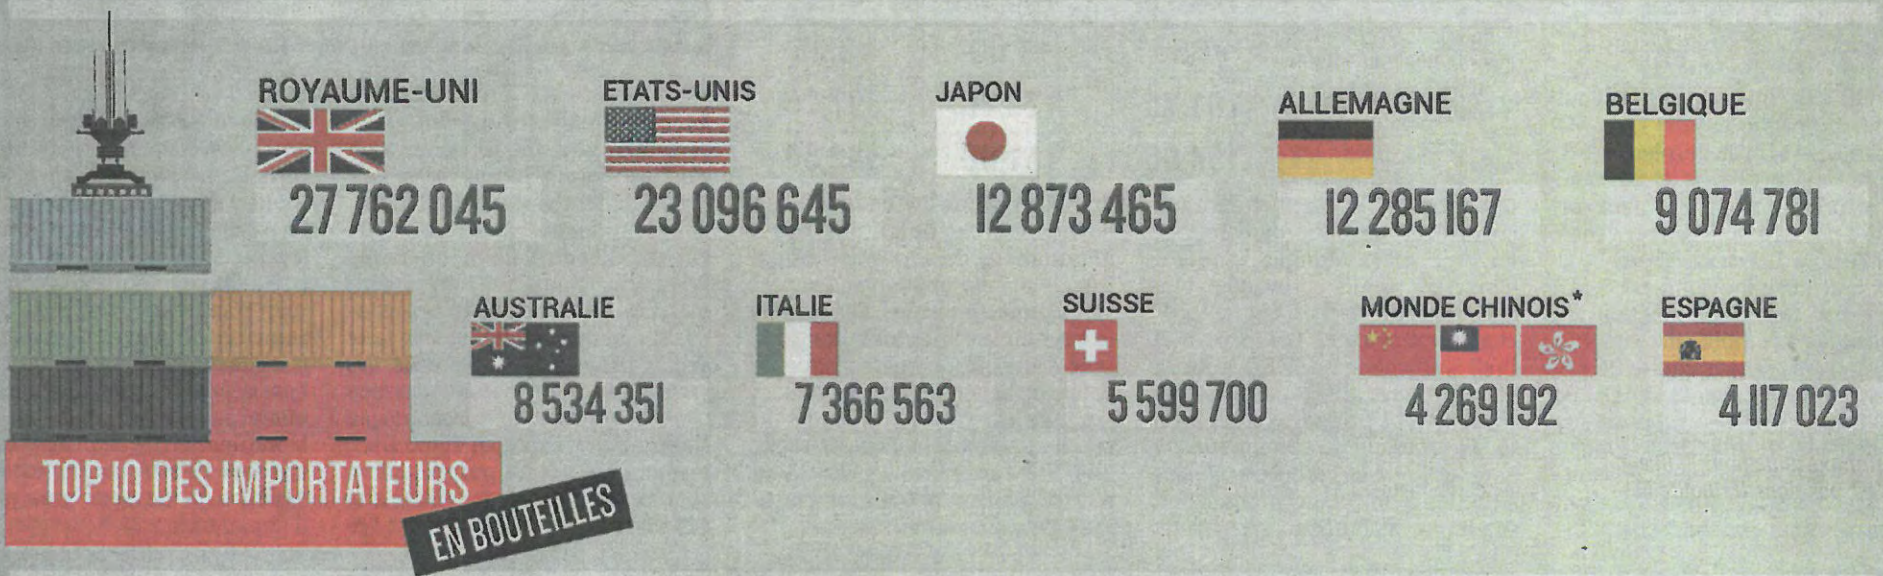 ROYAUME-UNI
27 762 045
ETATS-UNIS
23 096 645
JAPON
12 873 465
ALLEMAGNE
12 285 167
BELGIQUE
9 074 781
AUSTRALIE
8 534 351
ITALIE
7 366 563
SUISSE
5 599 700
MONDE CHINOIS*
4 269 192
ESPAGNE
4 117 023
TOP 10 DES IMPORTATEURS
EN BOUTEILLES